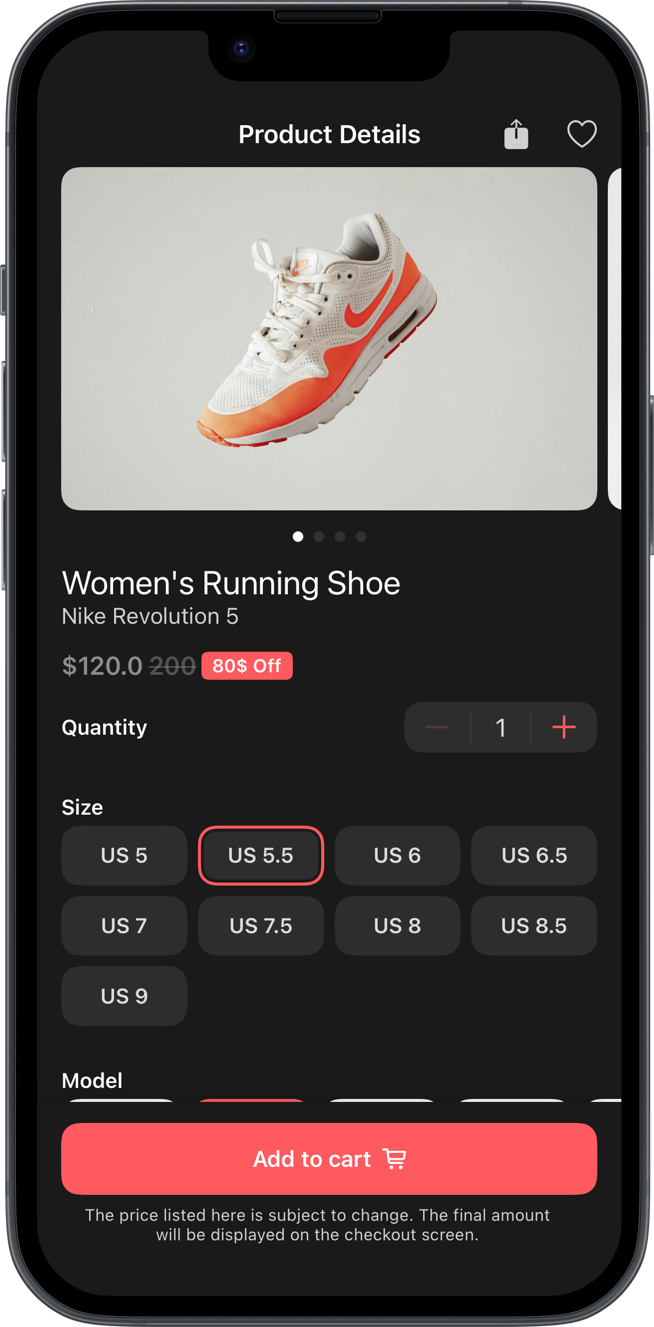 Product Details
Women's Running Shoe
Nike Revolution 5
$120.0 200 80$ Off
Quantity
1
Size
US 5 US 5.5 US 6 US 6.5
US 7 US 7.5 US 8 US 8.5
US 9
Model
Add to cart
The price listed here is subject to change. The final amount
will be displayed on the checkout screen.